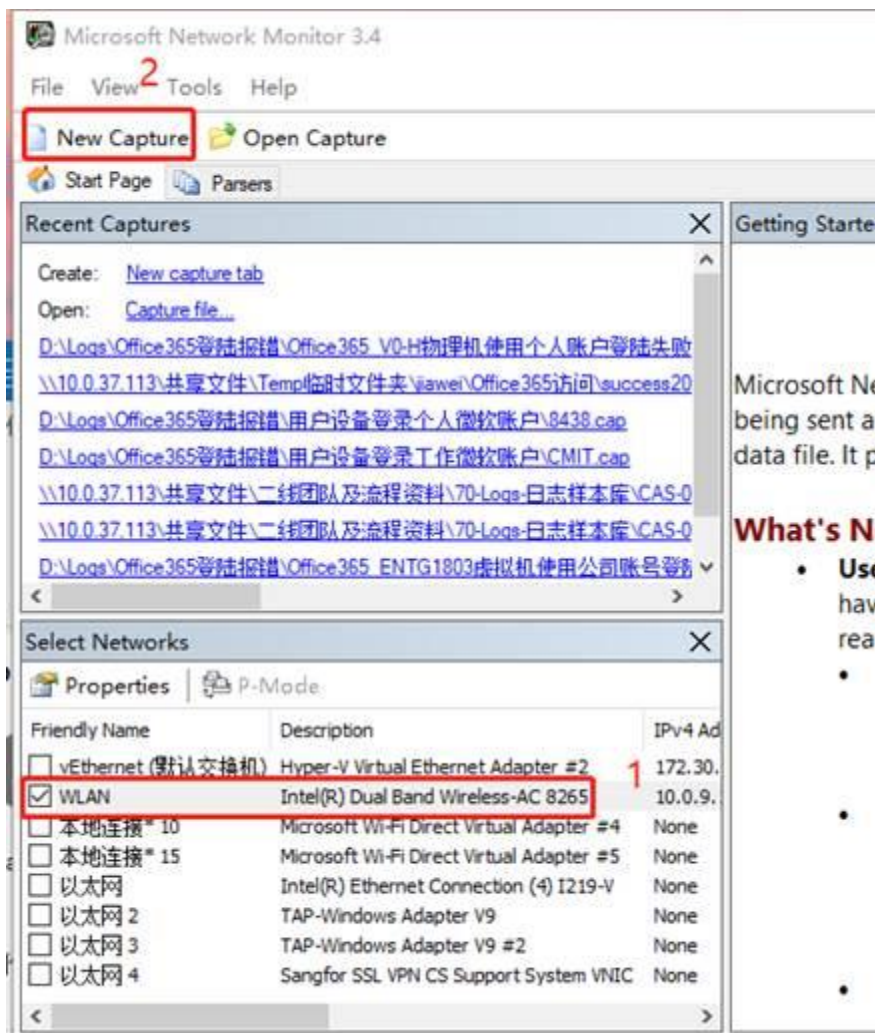 Microsoft Network Monitor 3.4
2
File View Tools Help
New Capture Open Capture
Start Page Parsers
Recent Captures
Create: New capture tab
Open: Capture file...
D:\Logs\Office365登陆报错\Office365_V0-H物理机使用个人账户登陆失败
\\10.0.37.113\共享文件\Temp临时文件夹\jiawei\Office365访问\success20
D:\Logs\Office365登陆报错\用户设备登录个人微软账户\8438.cap
D:\Logs\Office365登陆报错\用户设备登录工作微软账户\CMIT.cap
\\10.0.37.113\共享文件\二线团队及流程资料\70-Logs-日志样本库\CAS-0
\\10.0.37.113\共享文件\二线团队及流程资料\70-Logs-日志样本库\CAS-0
D:\Logs\Office365登陆报错\Office365_ENTG1803虚拟机使用公司账号登陆
Select Networks
Properties P-Mode
Friendly Name Description IPv4 Ad
vEthernet (默认交换机) Hyper-V Virtual Ethernet Adapter #2 172.30.
1
WLAN Intel(R) Dual Band Wireless-AC 8265 10.0.9.
本地连接* 10 Microsoft Wi-Fi Direct Virtual Adapter #4 None
本地连接* 15 Microsoft Wi-Fi Direct Virtual Adapter #5 None
以太网 Intel(R) Ethernet Connection (4) I219-V None
以太网 2 TAP-Windows Adapter V9 None
以太网 3 TAP-Windows Adapter V9 #2 None
以太网 4 Sangfor SSL VPN CS Support System VNIC None
Getting Starte
Microsoft Ne
being sent a
data file. It p
What's N
• Use
hav
rea